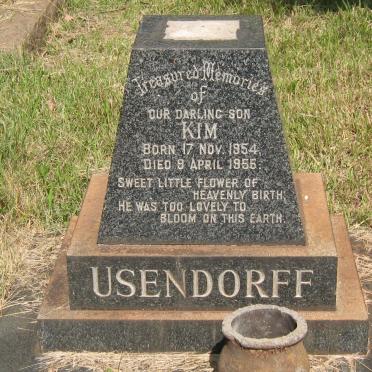 Treasured Memories
of
OUR DARLING SON
KIM
BORN 17 NOV. 1954.
DIED 9 APRIL 1955.
SWEET LITTLE FLOWER OF
HEAVENLY BIRTH.
HE WAS TOO LOVELY TO
BLOOM ON THIS EARTH.
USENDORFF